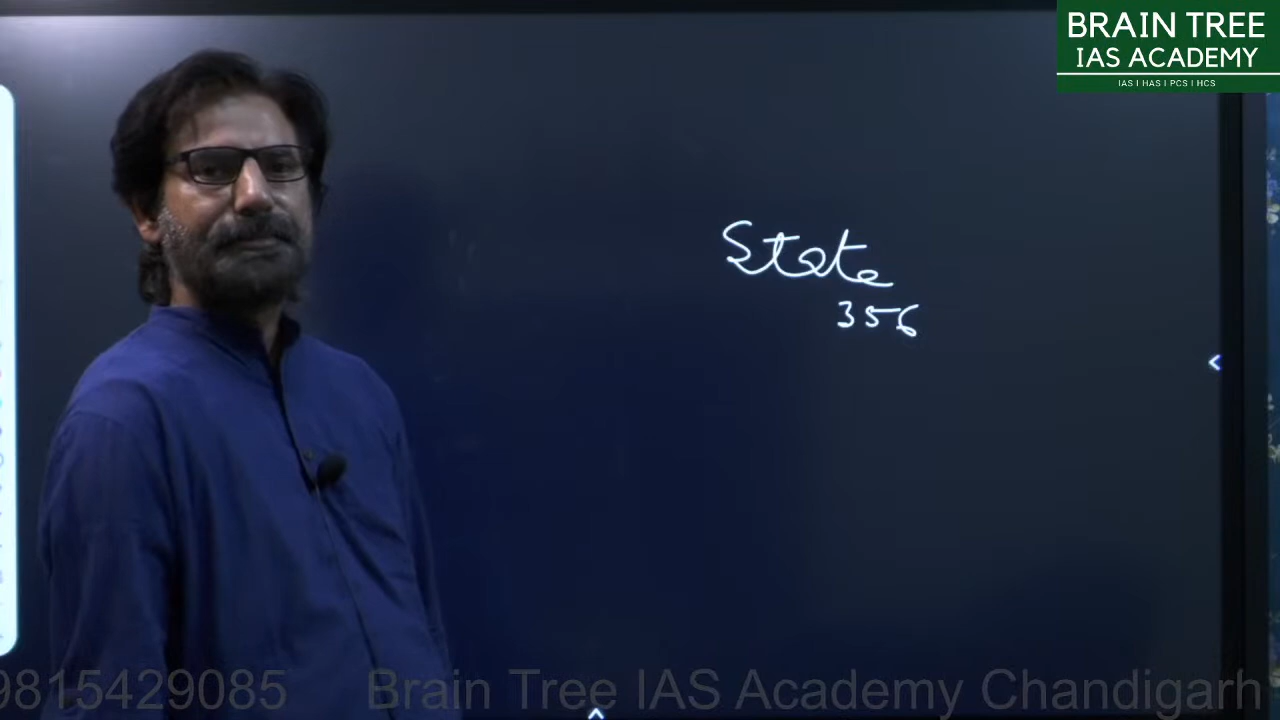 BRAIN TREE
IAS ACADEMY
IAS | HAS | PCS | HCS
State
356
9815429085 Brain Tree IAS Academy Chandigarh